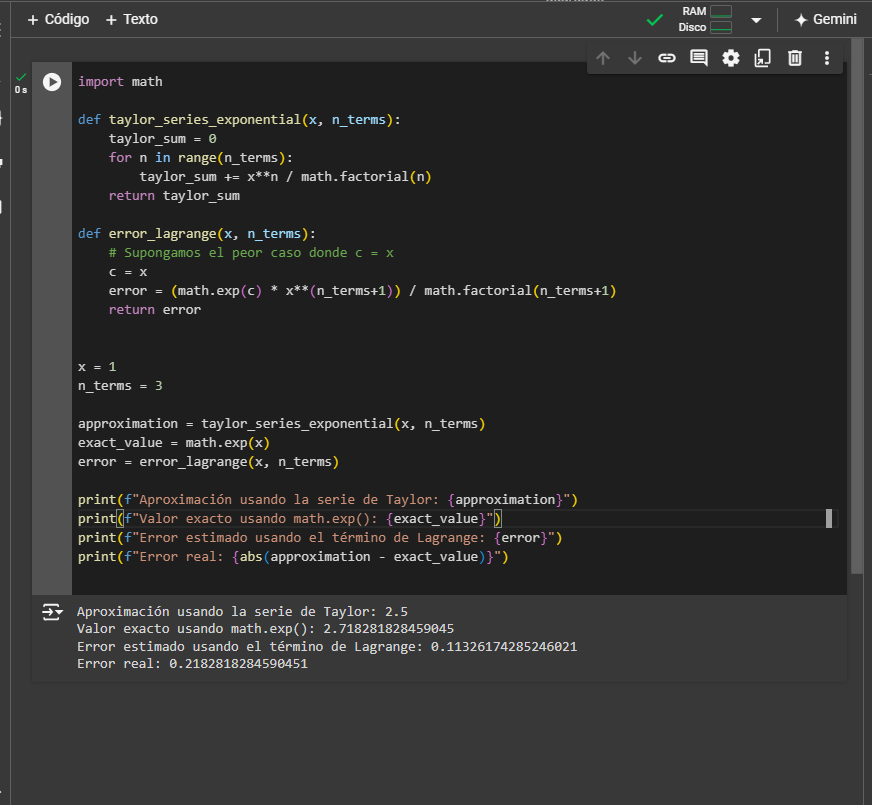 + Código + Texto
RAM
Disco
Gemini
0 s
import math

def taylor_series_exponential(x, n_terms):
    taylor_sum = 0
    for n in range(n_terms):
        taylor_sum += x**n / math.factorial(n)
    return taylor_sum

def error_lagrange(x, n_terms):
    # Supongamos el peor caso donde c = x
    c = x
    error = (math.exp(c) * x**(n_terms+1)) / math.factorial(n_terms+1)
    return error


x = 1
n_terms = 3

approximation = taylor_series_exponential(x, n_terms)
exact_value = math.exp(x)
error = error_lagrange(x, n_terms)

print(f"Aproximación usando la serie de Taylor: {approximation}")
print(f"Valor exacto usando math.exp(): {exact_value}")
print(f"Error estimado usando el término de Lagrange: {error}")
print(f"Error real: {abs(approximation - exact_value)}")

Aproximación usando la serie de Taylor: 2.5
Valor exacto usando math.exp(): 2.718281828459045
Error estimado usando el término de Lagrange: 0.11326174285246021
Error real: 0.2182818284590451